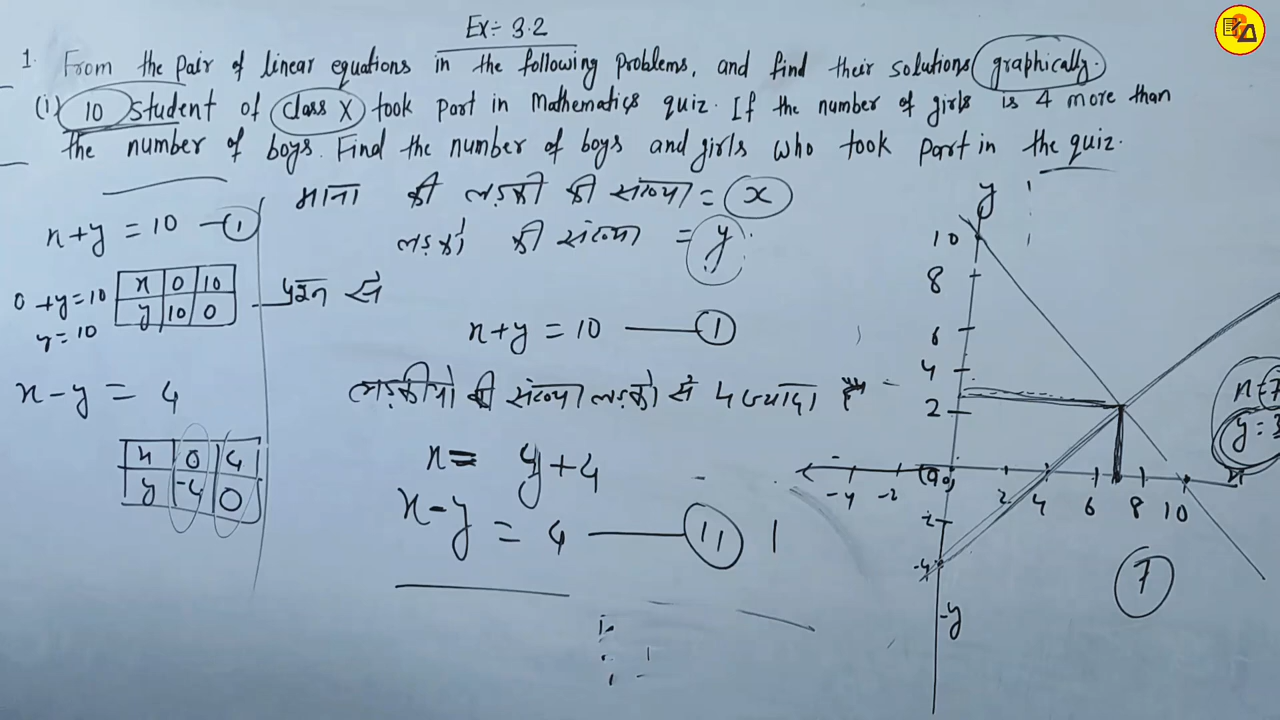 Ex÷ 3.2
1. From the pair of linear equations in the following problems, and find their solutions graphically.
(i) 10 student of class X took part in Mathematics quiz. If the number of girls is 4 more than
the number of boys. Find the number of boys and girls who took part in the quiz.
माना की लड़की की संख्या = x
लड़को की संख्या = y
प्रश्न से
x+y = 10 — 1
लड़कीयो की संख्या लड़को से 4 ज्यादा है
x = y+4
x-y = 4 — 11
x+y = 10 — 1
0+y=10
y=10
x 0 10
y 10 0
x-y = 4
x 0 4
y -4 0
y
10
8
6
4
2
-4 -2 (0,0) 2 4 6 8 10
-4
-y
x=7
y=3
7